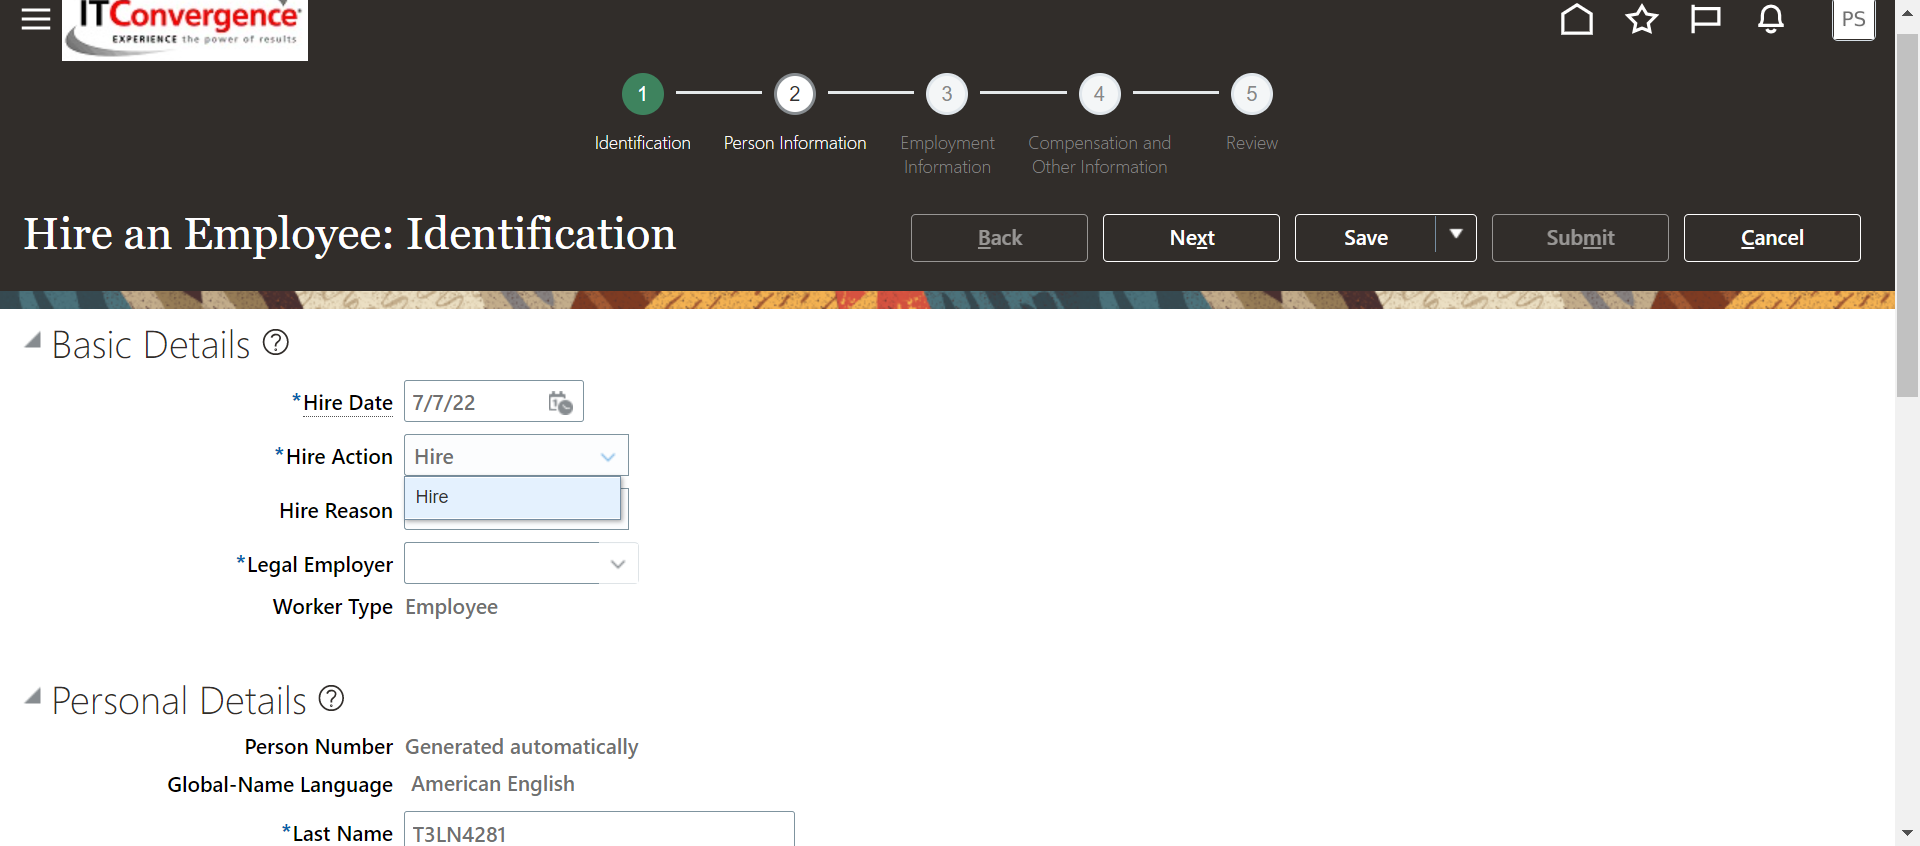 ITConvergence
EXPERIENCE the power of results
PS
1 2 3 4 5
Identification Person Information Employment Information Compensation and Other Information Review
Hire an Employee: Identification
Back Next Save Submit Cancel
Basic Details ?
*Hire Date 7/7/22
*Hire Action Hire
Hire
Hire Reason
*Legal Employer
Worker Type Employee
Personal Details ?
Person Number Generated automatically
Global-Name Language American English
*Last Name T3LN4281